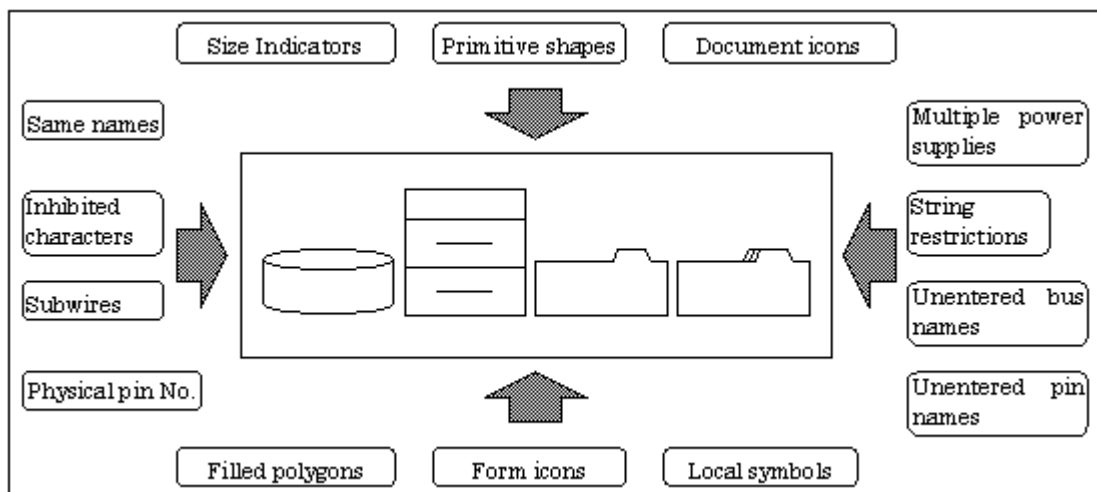 Size Indicators
Primitive shapes
Document icons
Same names
Multiple power
supplies
Inhibited
characters
String
restrictions
Subwires
Unentered bus
names
Physical pin No.
Unentered pin
names
Filled polygons
Form icons
Local symbols